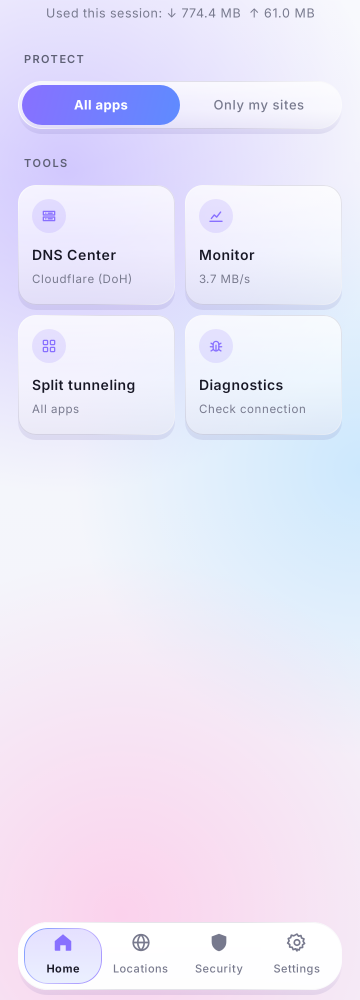 Used this session: ↓ 774.4 MB ↑ 61.0 MB
PROTECT
All apps
Only my sites
TOOLS
DNS Center
Cloudflare (DoH)
Monitor
3.7 MB/s
Split tunneling
All apps
Diagnostics
Check connection
Home
Locations
Security
Settings